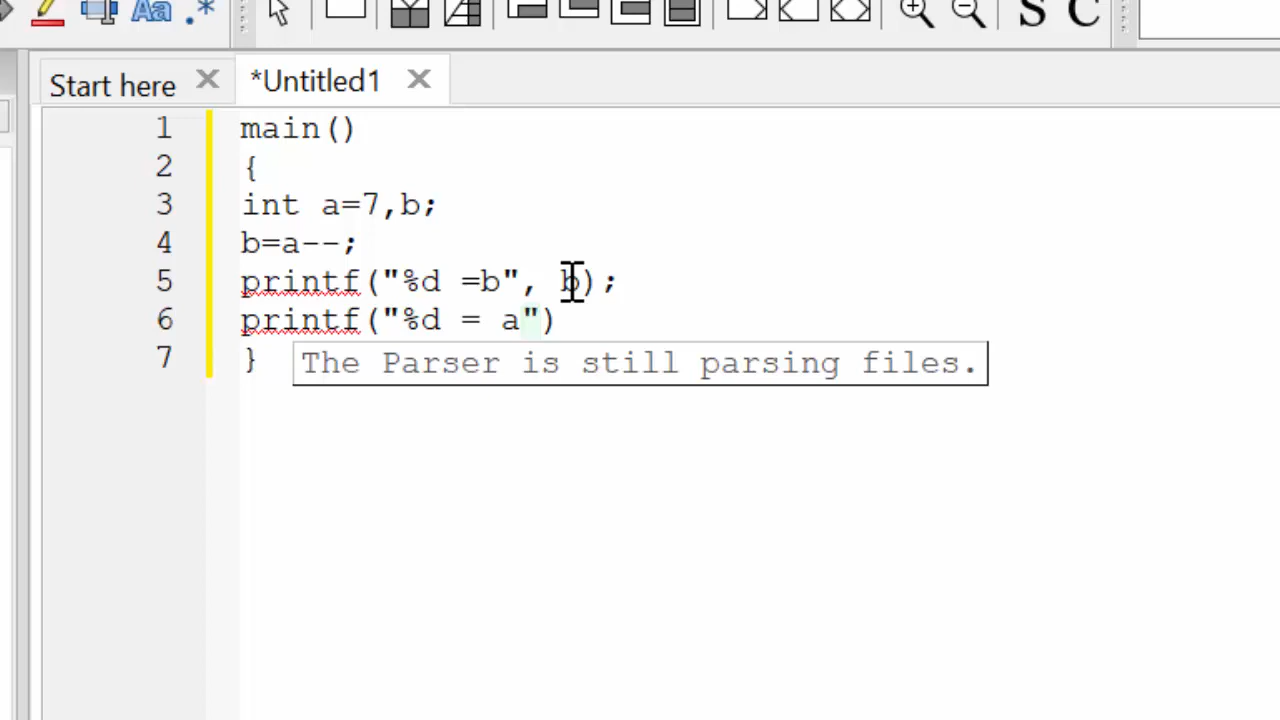 Aa .*
S C
Start here *Untitled1
1 main()
2 {
3 int a=7,b;
4 b=a--;
5 printf("%d =b", b);
6 printf("%d = a")
7 }
The Parser is still parsing files.